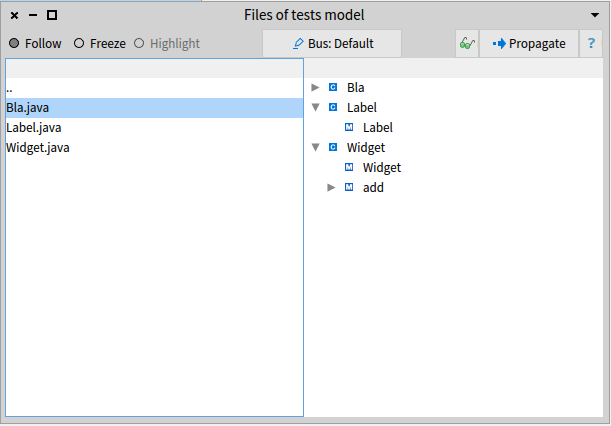 Files of tests model
Follow Freeze Highlight Bus: Default Propagate ?
..
Bla.java
Label.java
Widget.java
C Bla
C Label
M Label
C Widget
M Widget
M add